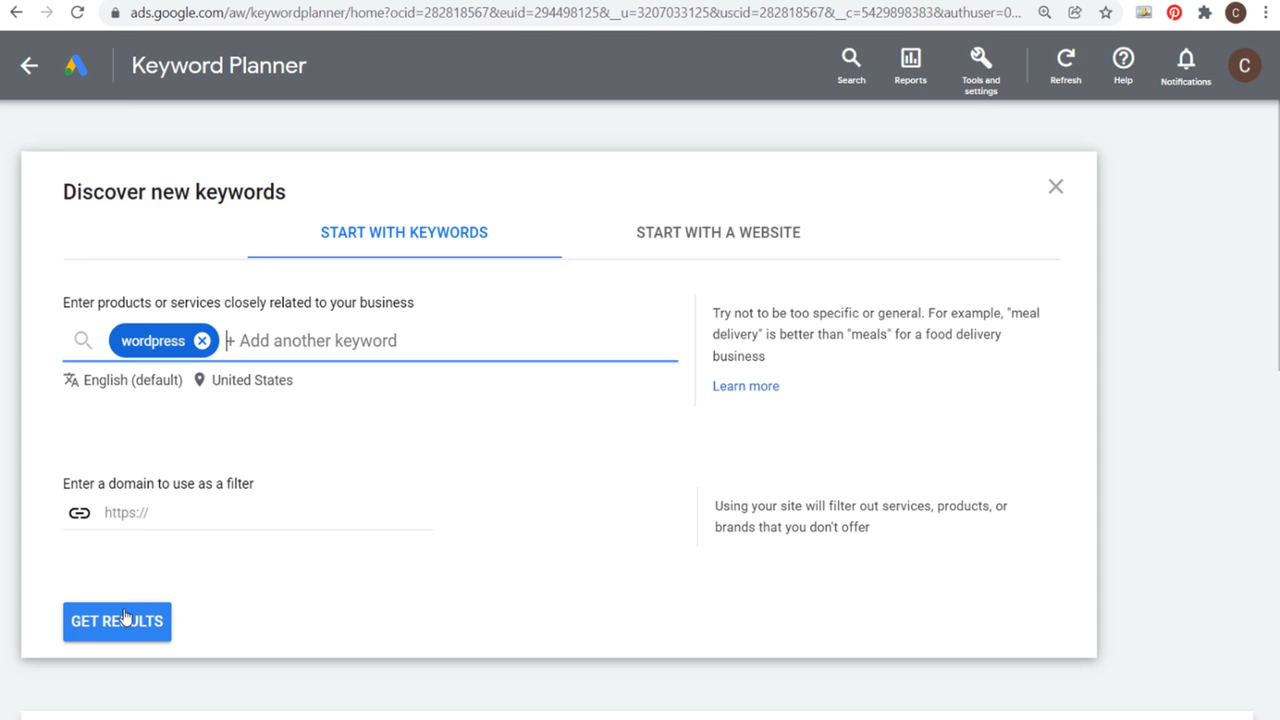 ads.google.com/aw/keywordplanner/home?ocid=282818567&euid=294498125&__u=3207033125&uscid=282818567&__c=5429898383&authuser=0...
C
Keyword Planner
Search
Reports
Tools and
settings
Refresh
Help
Notifications
C
Discover new keywords
START WITH KEYWORDS
START WITH A WEBSITE
Enter products or services closely related to your business
wordpress
+ Add another keyword
English (default)
United States
Try not to be too specific or general. For example, "meal
delivery" is better than "meals" for a food delivery
business
Learn more
Enter a domain to use as a filter
https://
Using your site will filter out services, products, or
brands that you don't offer
GET RESULTS